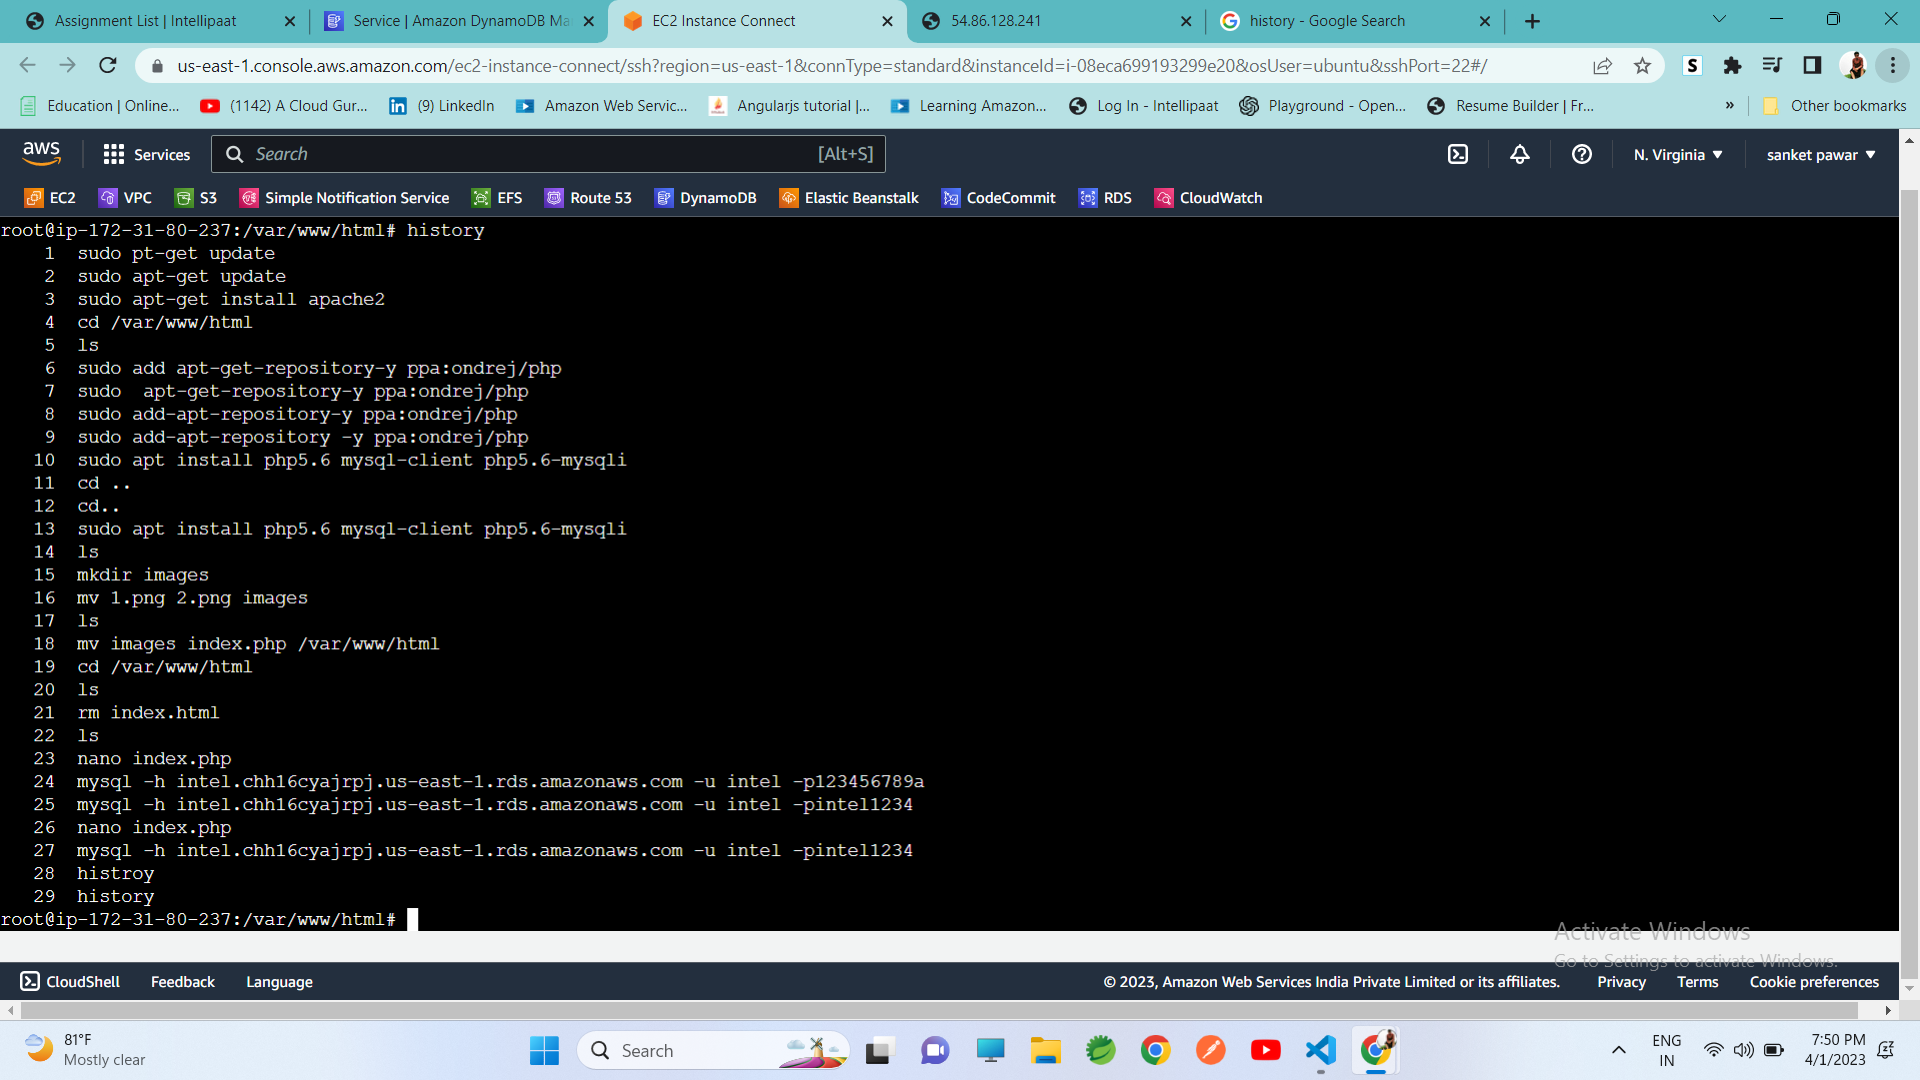 Assignment List | Intellipaat
Service | Amazon DynamoDB Ma
EC2 Instance Connect
54.86.128.241
history - Google Search
us-east-1.console.aws.amazon.com/ec2-instance-connect/ssh?region=us-east-1&connType=standard&instanceId=i-08eca699193299e20&osUser=ubuntu&sshPort=22#/
S
Education | Online...
(1142) A Cloud Gur...
(9) LinkedIn
Amazon Web Servic...
Angularjs tutorial |...
Learning Amazon...
Log In - Intellipaat
Playground - Open...
Resume Builder | Fr...
»
Other bookmarks
aws
Services
Search
[Alt+S]
N. Virginia
sanket pawar
EC2
VPC
S3
Simple Notification Service
EFS
Route 53
DynamoDB
Elastic Beanstalk
CodeCommit
RDS
CloudWatch
root@ip-172-31-80-237:/var/www/html# history
1 sudo pt-get update
2 sudo apt-get update
3 sudo apt-get install apache2
4 cd /var/www/html
5 ls
6 sudo add apt-get-repository-y ppa:ondrej/php
7 sudo  apt-get-repository-y ppa:ondrej/php
8 sudo add-apt-repository-y ppa:ondrej/php
9 sudo add-apt-repository -y ppa:ondrej/php
10 sudo apt install php5.6 mysql-client php5.6-mysqli
11 cd ..
12 cd..
13 sudo apt install php5.6 mysql-client php5.6-mysqli
14 ls
15 mkdir images
16 mv 1.png 2.png images
17 ls
18 mv images index.php /var/www/html
19 cd /var/www/html
20 ls
21 rm index.html
22 ls
23 nano index.php
24 mysql -h intel.chh16cyajrpj.us-east-1.rds.amazonaws.com -u intel -p123456789a
25 mysql -h intel.chh16cyajrpj.us-east-1.rds.amazonaws.com -u intel -pintel1234
26 nano index.php
27 mysql -h intel.chh16cyajrpj.us-east-1.rds.amazonaws.com -u intel -pintel1234
28 histroy
29 history
root@ip-172-31-80-237:/var/www/html#
Activate Windows
Go to Settings to activate Windows.
CloudShell
Feedback
Language
© 2023, Amazon Web Services India Private Limited or its affiliates.
Privacy
Terms
Cookie preferences
81°F
Mostly clear
Search
ENG
IN
7:50 PM
4/1/2023